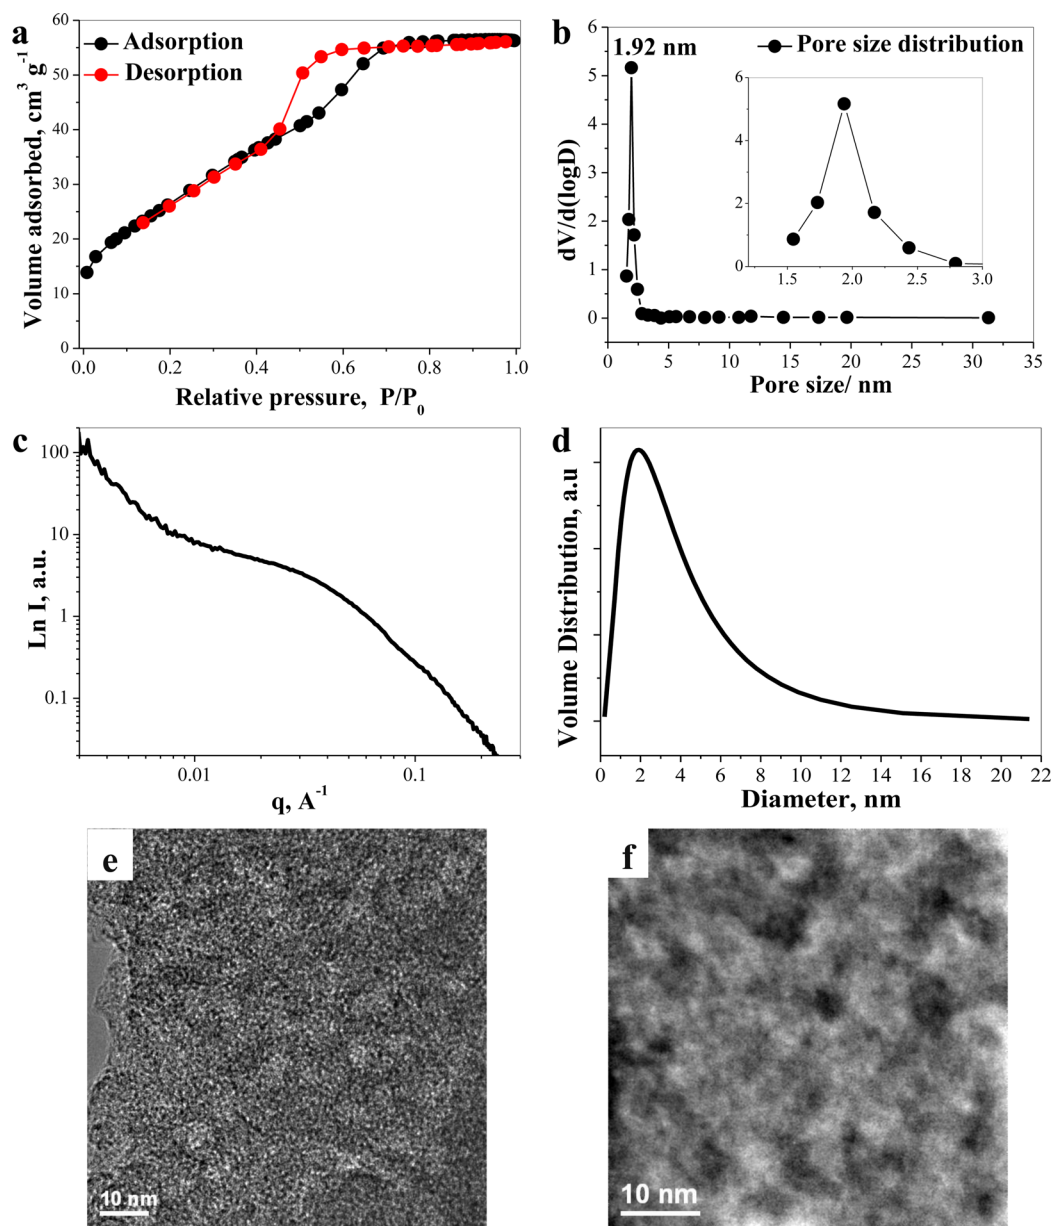 a
Adsorption
Desorption
60
50
40
30
20
10
0
0.0 0.2 0.4 0.6 0.8 1.0
Volume adsorbed, cm³ g⁻¹
Relative pressure, P/P₀
b
1.92 nm
Pore size distribution
6
5
4
3
2
1
0
0 5 10 15 20 25 30 35
dV/d(logD)
Pore size/ nm
6
4
2
0
1.5 2.0 2.5 3.0
c
100
10
1
0.1
0.01 0.1
Ln I, a.u.
q, A⁻¹
d
Volume Distribution, a.u
0 2 4 6 8 10 12 14 16 18 20 22
Diameter, nm
e
10 nm
f
10 nm